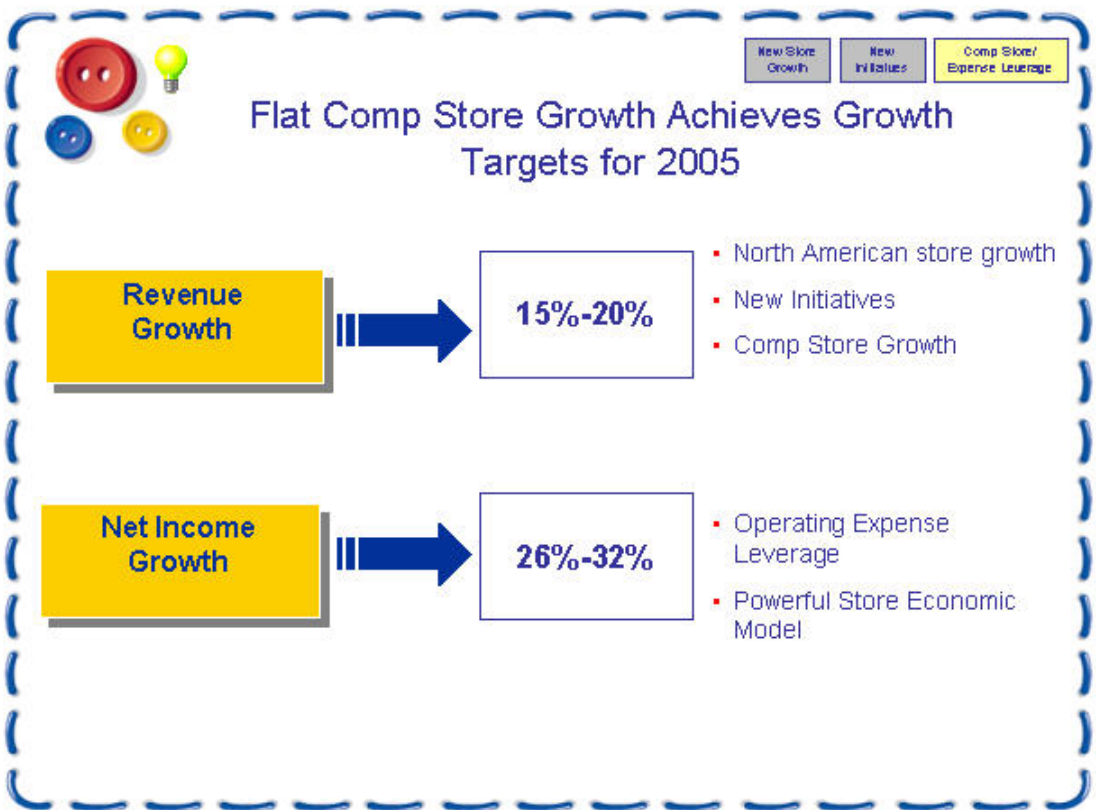 New Store
Growth
New
Initiatives
Comp Store/
Expense Leverage
Flat Comp Store Growth Achieves Growth
Targets for 2005
Revenue
Growth
15%-20%
▪ North American store growth
▪ New Initiatives
▪ Comp Store Growth
Net Income
Growth
26%-32%
▪ Operating Expense
Leverage
▪ Powerful Store Economic
Model